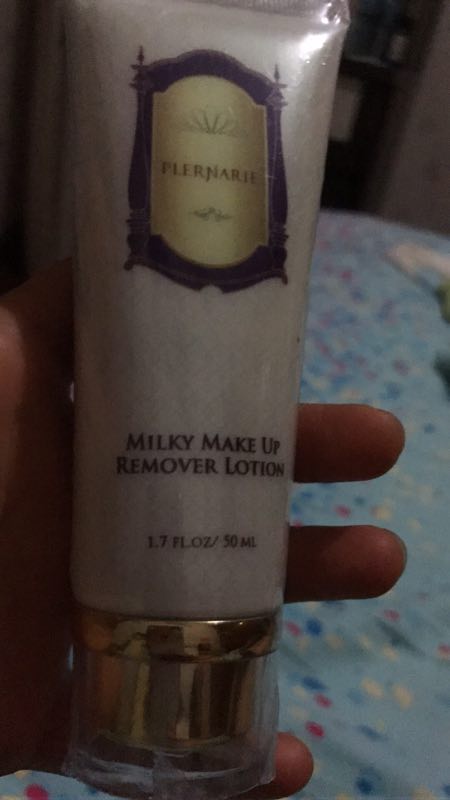 PLERNARIE
MILKY MAKE UP
REMOVER LOTION
1.7 FL.OZ/ 50 ML